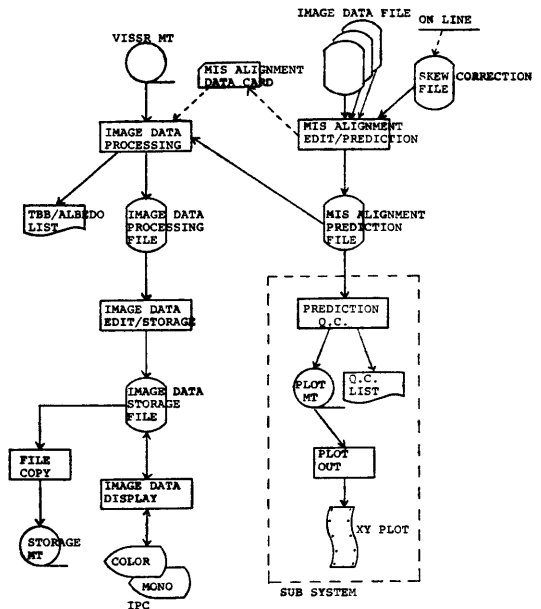 IMAGE DATA FILE
ON LINE
VISSR MT
MIS ALIGNMENT
DATA CARD
SKEW CORRECTION
FILE
IMAGE DATA
PROCESSING
MIS ALIGNMENT
EDIT/PREDICTION
TBB/ALBEDO
LIST
IMAGE DATA
PROCESSING
FILE
MIS ALIGNMENT
PREDICTION
FILE
IMAGE DATA
EDIT/STORAGE
PREDICTION
Q.C.
IMAGE DATA
STORAGE
FILE
PLOT
MT
Q.C.
LIST
FILE
COPY
PLOT
OUT
IMAGE DATA
DISPLAY
STORAGE
MT
XY PLOT
COLOR
MONO
IPC
SUB SYSTEM